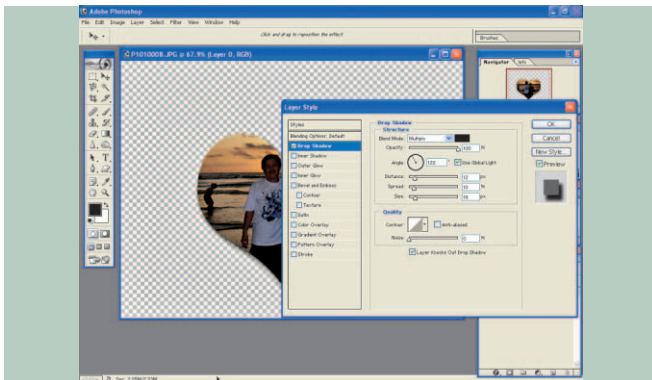 Adobe Photoshop
File Edit Image Layer Select Filter View Window Help
Click and drag to reposition the effect
Brushes
P1010008.JPG @ 67.9% (Layer 0, RGB)
Navigator Info
Layer Style
Styles
Blending Options: Default
Drop Shadow
Inner Shadow
Outer Glow
Inner Glow
Bevel and Emboss
Contour
Texture
Satin
Color Overlay
Gradient Overlay
Pattern Overlay
Stroke
Drop Shadow
Structure
Blend Mode: Multiply
Opacity: 100 %
Angle: 122 ° Use Global Light
Distance: px
Spread: %
Size: px
Quality
Contour: Anti-aliased
Noise: 0 %
Layer Knocks Out Drop Shadow
OK
Cancel
New Style...
Preview